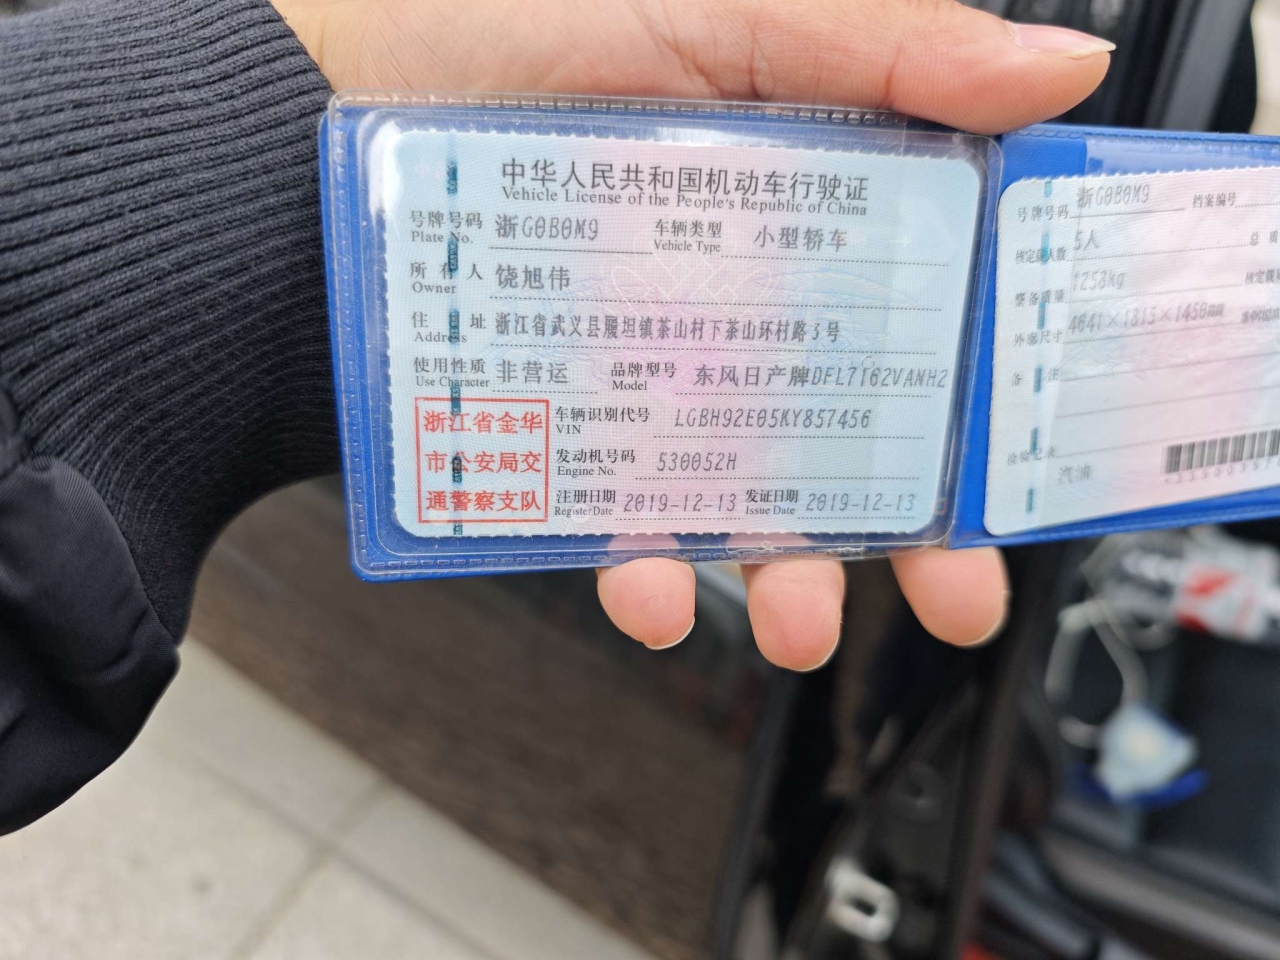 中华人民共和国机动车行驶证
Vehicle License of the People's Republic of China
号牌号码 浙G0B0M9 车辆类型 小型轿车
Plate No. Vehicle Type
所有人 饶旭伟
Owner
住址 浙江省武义县履坦镇茶山村下茶山环村路3号
Address
使用性质 非营运 品牌型号 东风日产牌DFL7162VANH2
Use Character Model
浙江省金华
市公安局交
通警察支队
车辆识别代号 LGBH92E05KY857456
VIN
发动机号码 530052H
Engine No.
注册日期 2019-12-13 发证日期 2019-12-13
Register Date Issue Date
号牌号码 浙G0B0M9 档案编号
核定载人数 5人 总质
整备质量 1258kg 核定载
外廓尺寸 4641×1815×1450mm
备注
检验记录
汽油